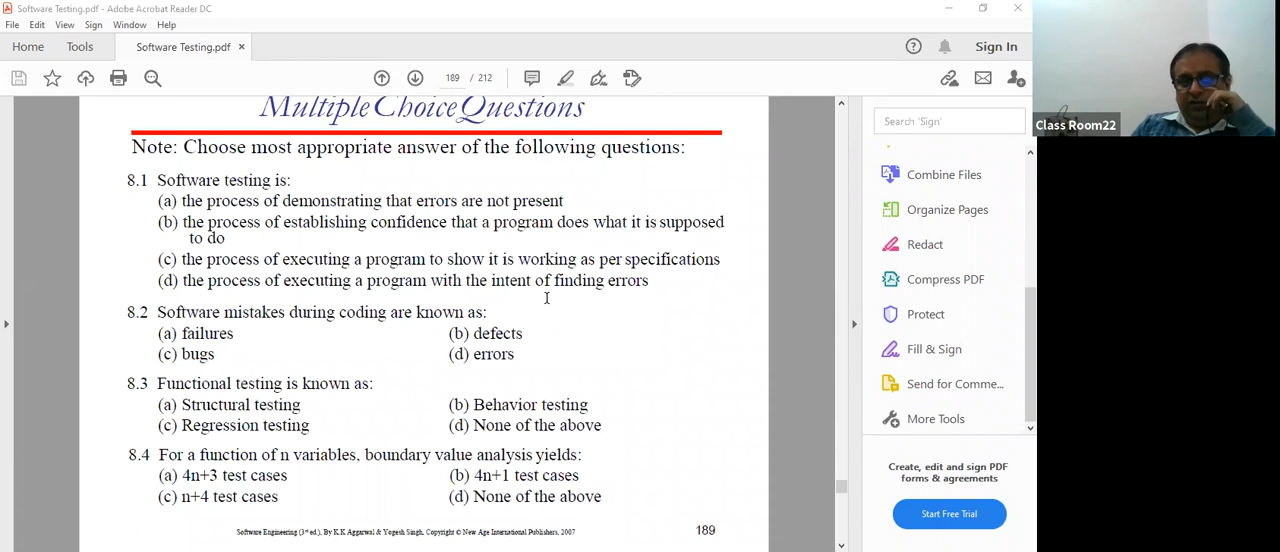 Software Testing.pdf - Adobe Acrobat Reader DC
File Edit View Sign Window Help
Home Tools Software Testing.pdf × Sign In
189 / 212
Multiple Choice Questions
Note: Choose most appropriate answer of the following questions:
8.1 Software testing is:
(a) the process of demonstrating that errors are not present
(b) the process of establishing confidence that a program does what it is supposed
to do
(c) the process of executing a program to show it is working as per specifications
(d) the process of executing a program with the intent of finding errors
8.2 Software mistakes during coding are known as:
(a) failures (b) defects
(c) bugs (d) errors
8.3 Functional testing is known as:
(a) Structural testing (b) Behavior testing
(c) Regression testing (d) None of the above
8.4 For a function of n variables, boundary value analysis yields:
(a) 4n+3 test cases (b) 4n+1 test cases
(c) n+4 test cases (d) None of the above
Software Engineering (3rd ed.), By K.K Aggarwal & Yogesh Singh, Copyright © New Age International Publishers, 2007 189
Search 'Sign'
Combine Files
Organize Pages
Redact
Compress PDF
Protect
Fill & Sign
Send for Comme...
More Tools
Create, edit and sign PDF
forms & agreements
Start Free Trial
Class Room22